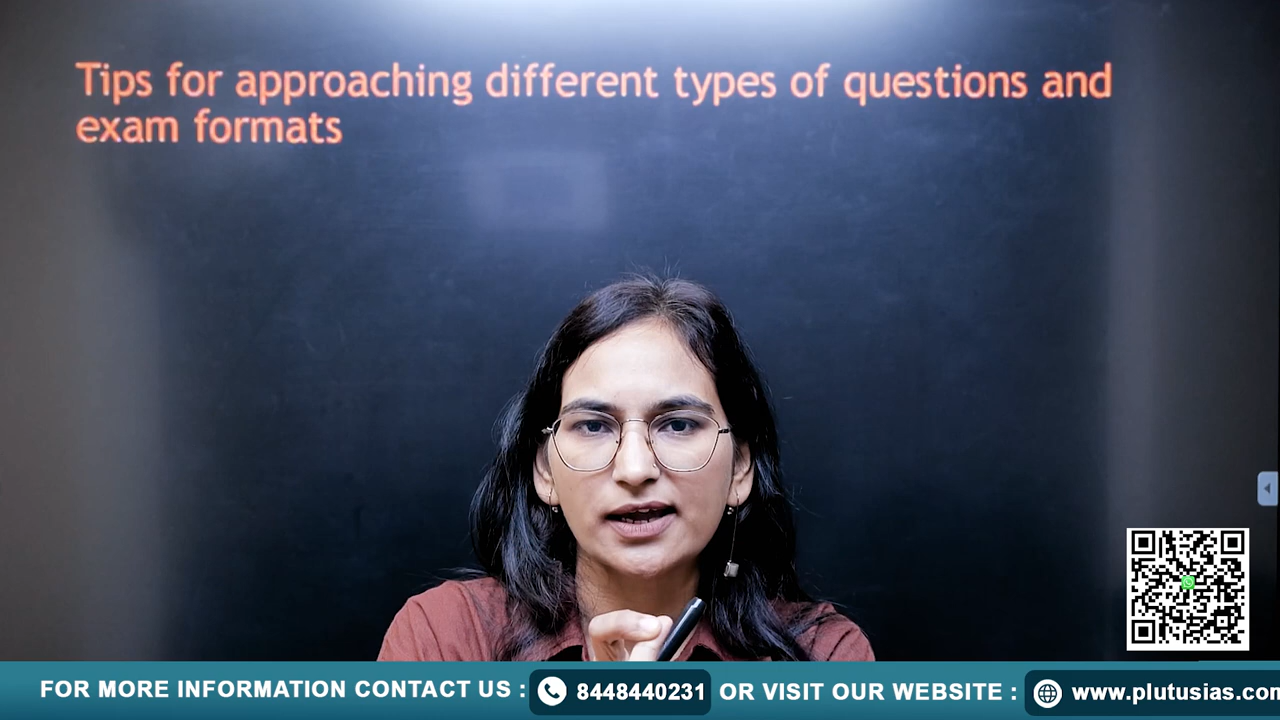 Tips for approaching different types of questions and
exam formats
FOR MORE INFORMATION CONTACT US : 8448440231 OR VISIT OUR WEBSITE : www.plutusias.con